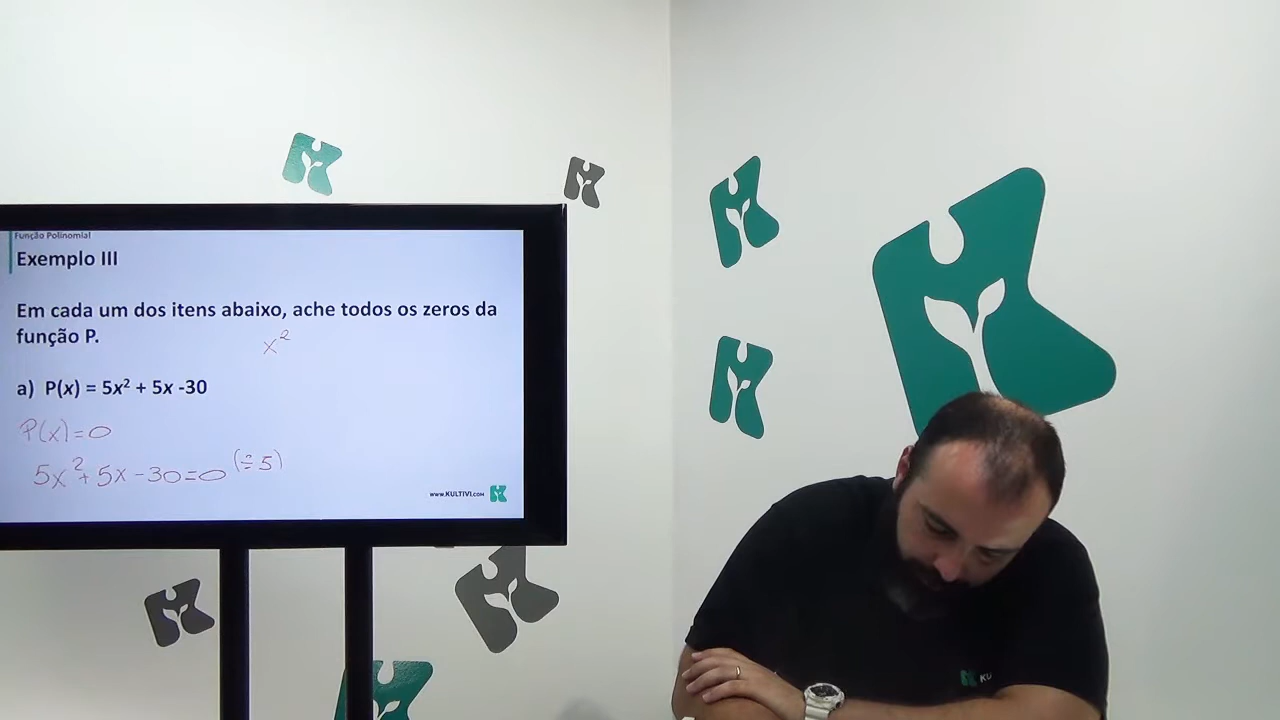 Função Polinomial
Exemplo III
Em cada um dos itens abaixo, ache todos os zeros da
função P.
x²
a) P(x) = 5x² + 5x -30
P(x)=0
5x²+5x-30=0 (÷5)
www.KULTIVI.COM
KU